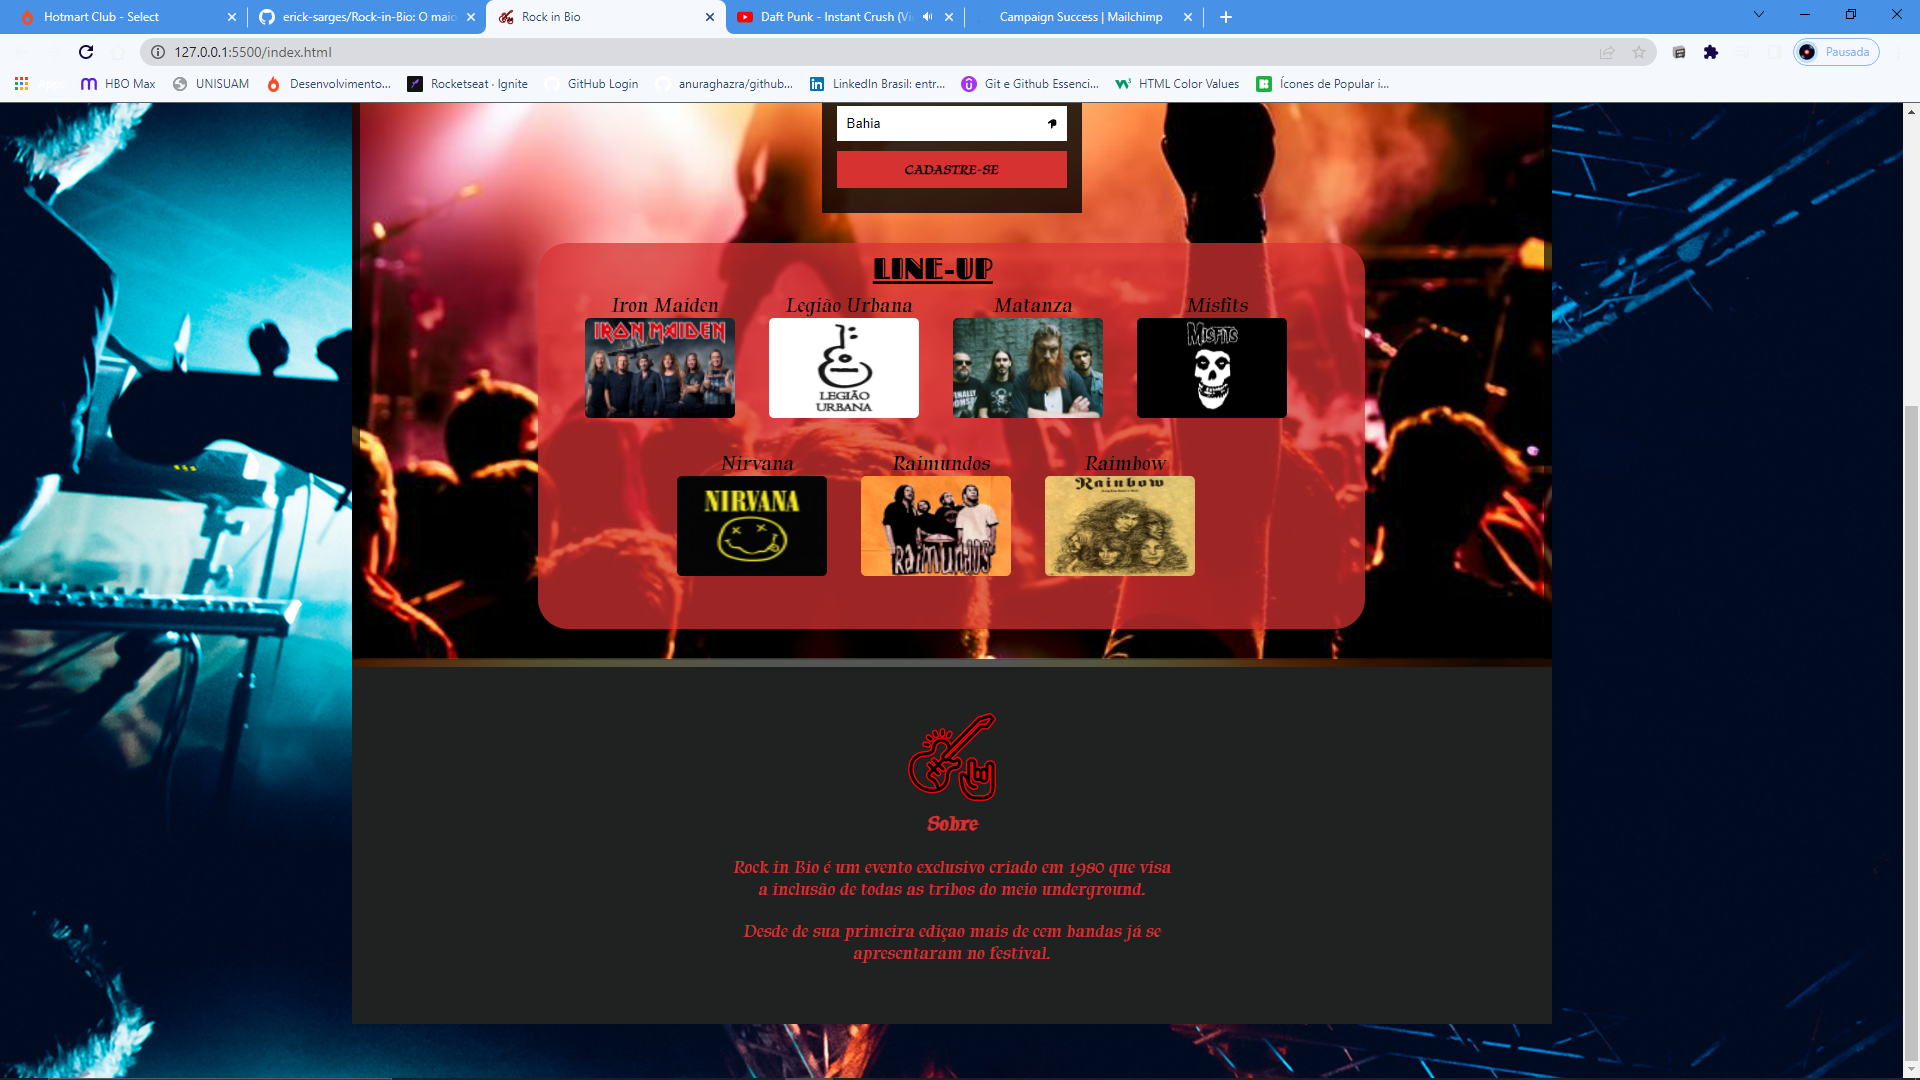 Hotmart Club - Select
erick-sarges/Rock-in-Bio: O maio
Rock in Bio
Daft Punk - Instant Crush (Vi
Campaign Success | Mailchimp
127.0.0.1:5500/index.html
Pausada
Apps
HBO Max
UNISUAM
Desenvolvimento...
Rocketseat · Ignite
GitHub Login
anuraghazra/github...
LinkedIn Brasil: entr...
Git e Github Essenci...
HTML Color Values
Ícones de Popular i...
Bahia
CADASTRE-SE
LINE-UP
Iron Maiden
Legião Urbana
Matanza
Misfits
IRON MAIDEN
LEGIÃO
URBANA
MISFITS
Nirvana
Raimundos
Raimbow
NIRVANA
RAIMUNDOS
Rainbow
Sobre
Rock in Bio é um evento exclusivo criado em 1980 que visa
a inclusão de todas as tribos do meio underground.
Desde de sua primeira ediçao mais de cem bandas já se
apresentaram no festival.